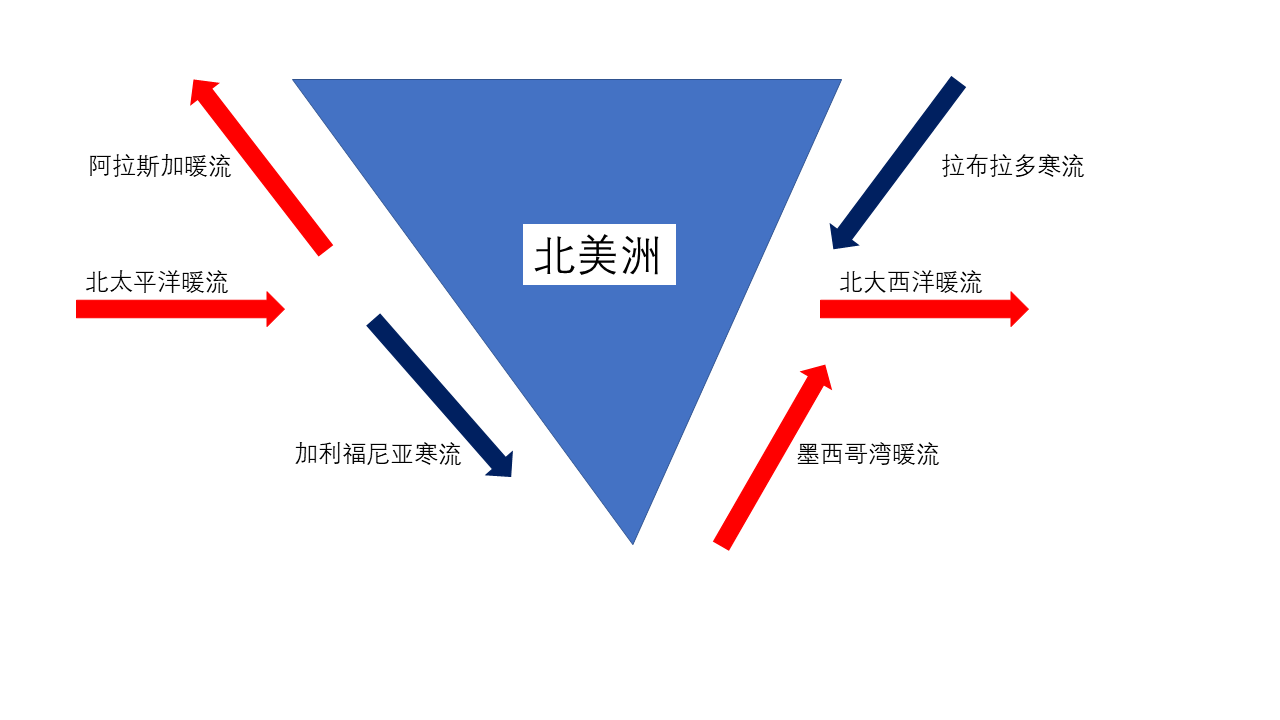 阿拉斯加暖流
拉布拉多寒流
北美洲
北太平洋暖流
北大西洋暖流
加利福尼亚寒流
墨西哥湾暖流